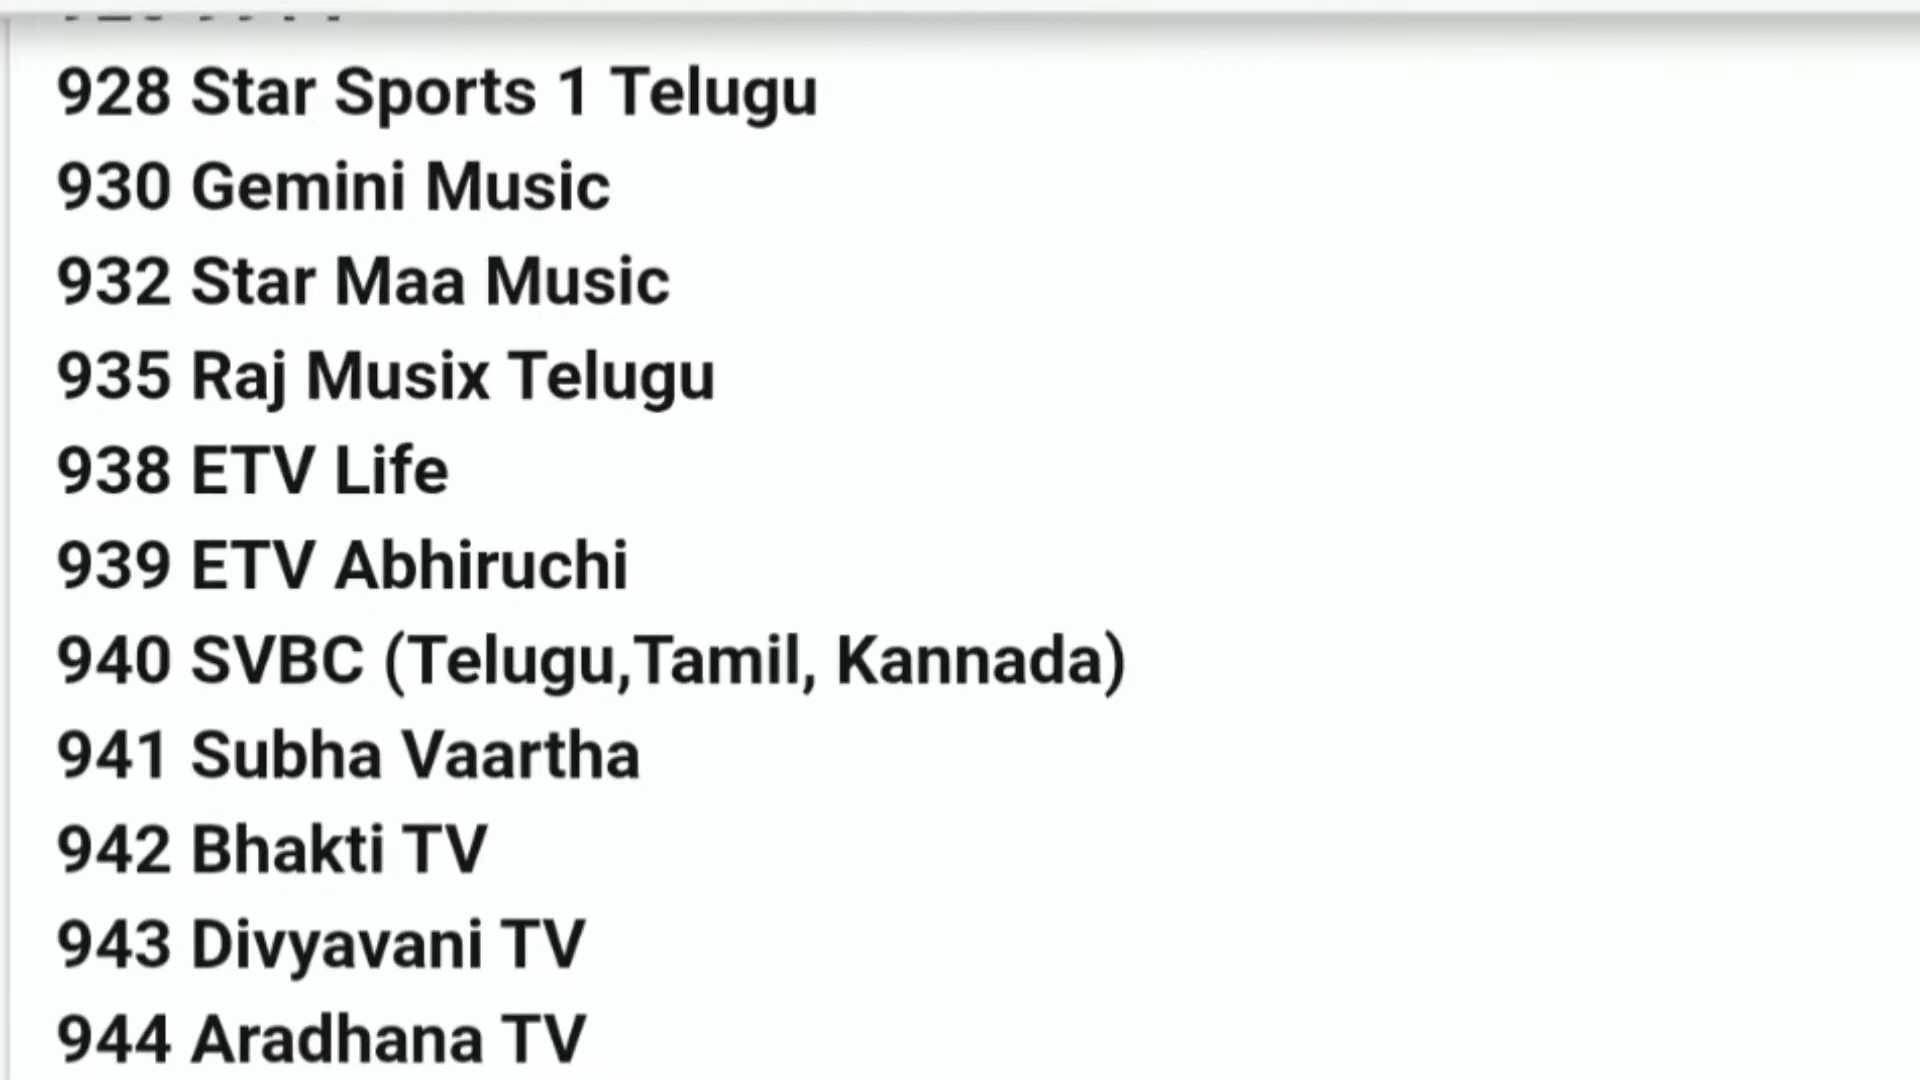 928 Star Sports 1 Telugu
930 Gemini Music
932 Star Maa Music
935 Raj Musix Telugu
938 ETV Life
939 ETV Abhiruchi
940 SVBC (Telugu,Tamil, Kannada)
941 Subha Vaartha
942 Bhakti TV
943 Divyavani TV
944 Aradhana TV